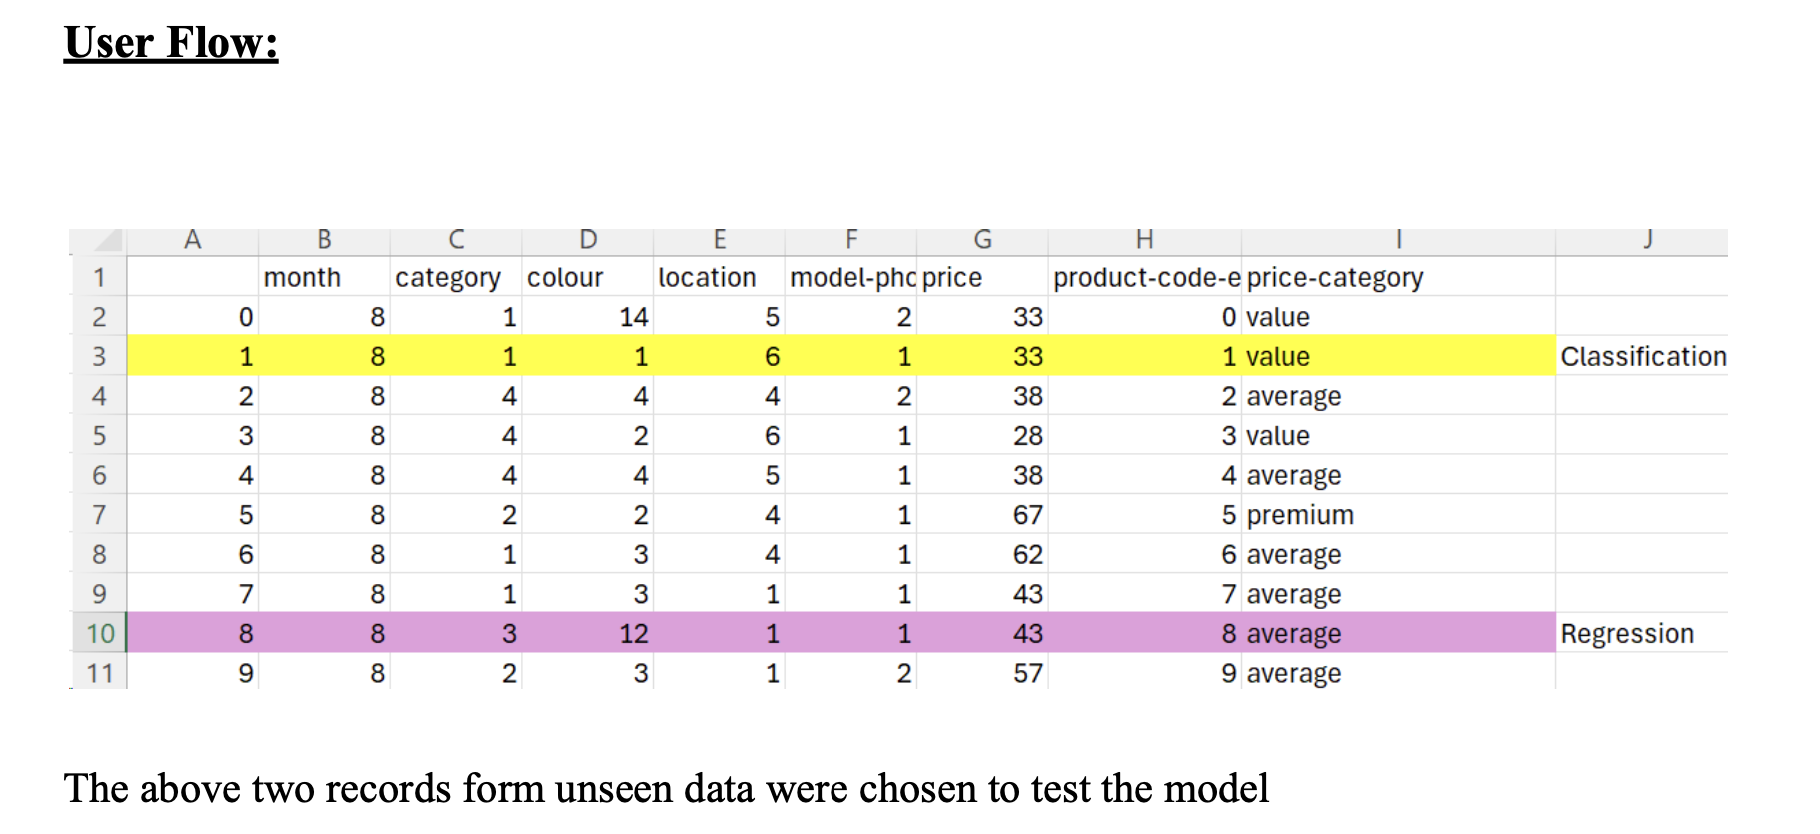 User Flow:
A B C D E F G H I J
1 month category colour location model-phc price product-code-e price-category
2 0 8 1 14 5 2 33 0 value
3 1 8 1 1 6 1 33 1 value Classification
4 2 8 4 4 4 2 38 2 average
5 3 8 4 2 6 1 28 3 value
6 4 8 4 4 5 1 38 4 average
7 5 8 2 2 4 1 67 5 premium
8 6 8 1 3 4 1 62 6 average
9 7 8 1 3 1 1 43 7 average
10 8 8 3 12 1 1 43 8 average Regression
11 9 8 2 3 1 2 57 9 average
The above two records form unseen data were chosen to test the model